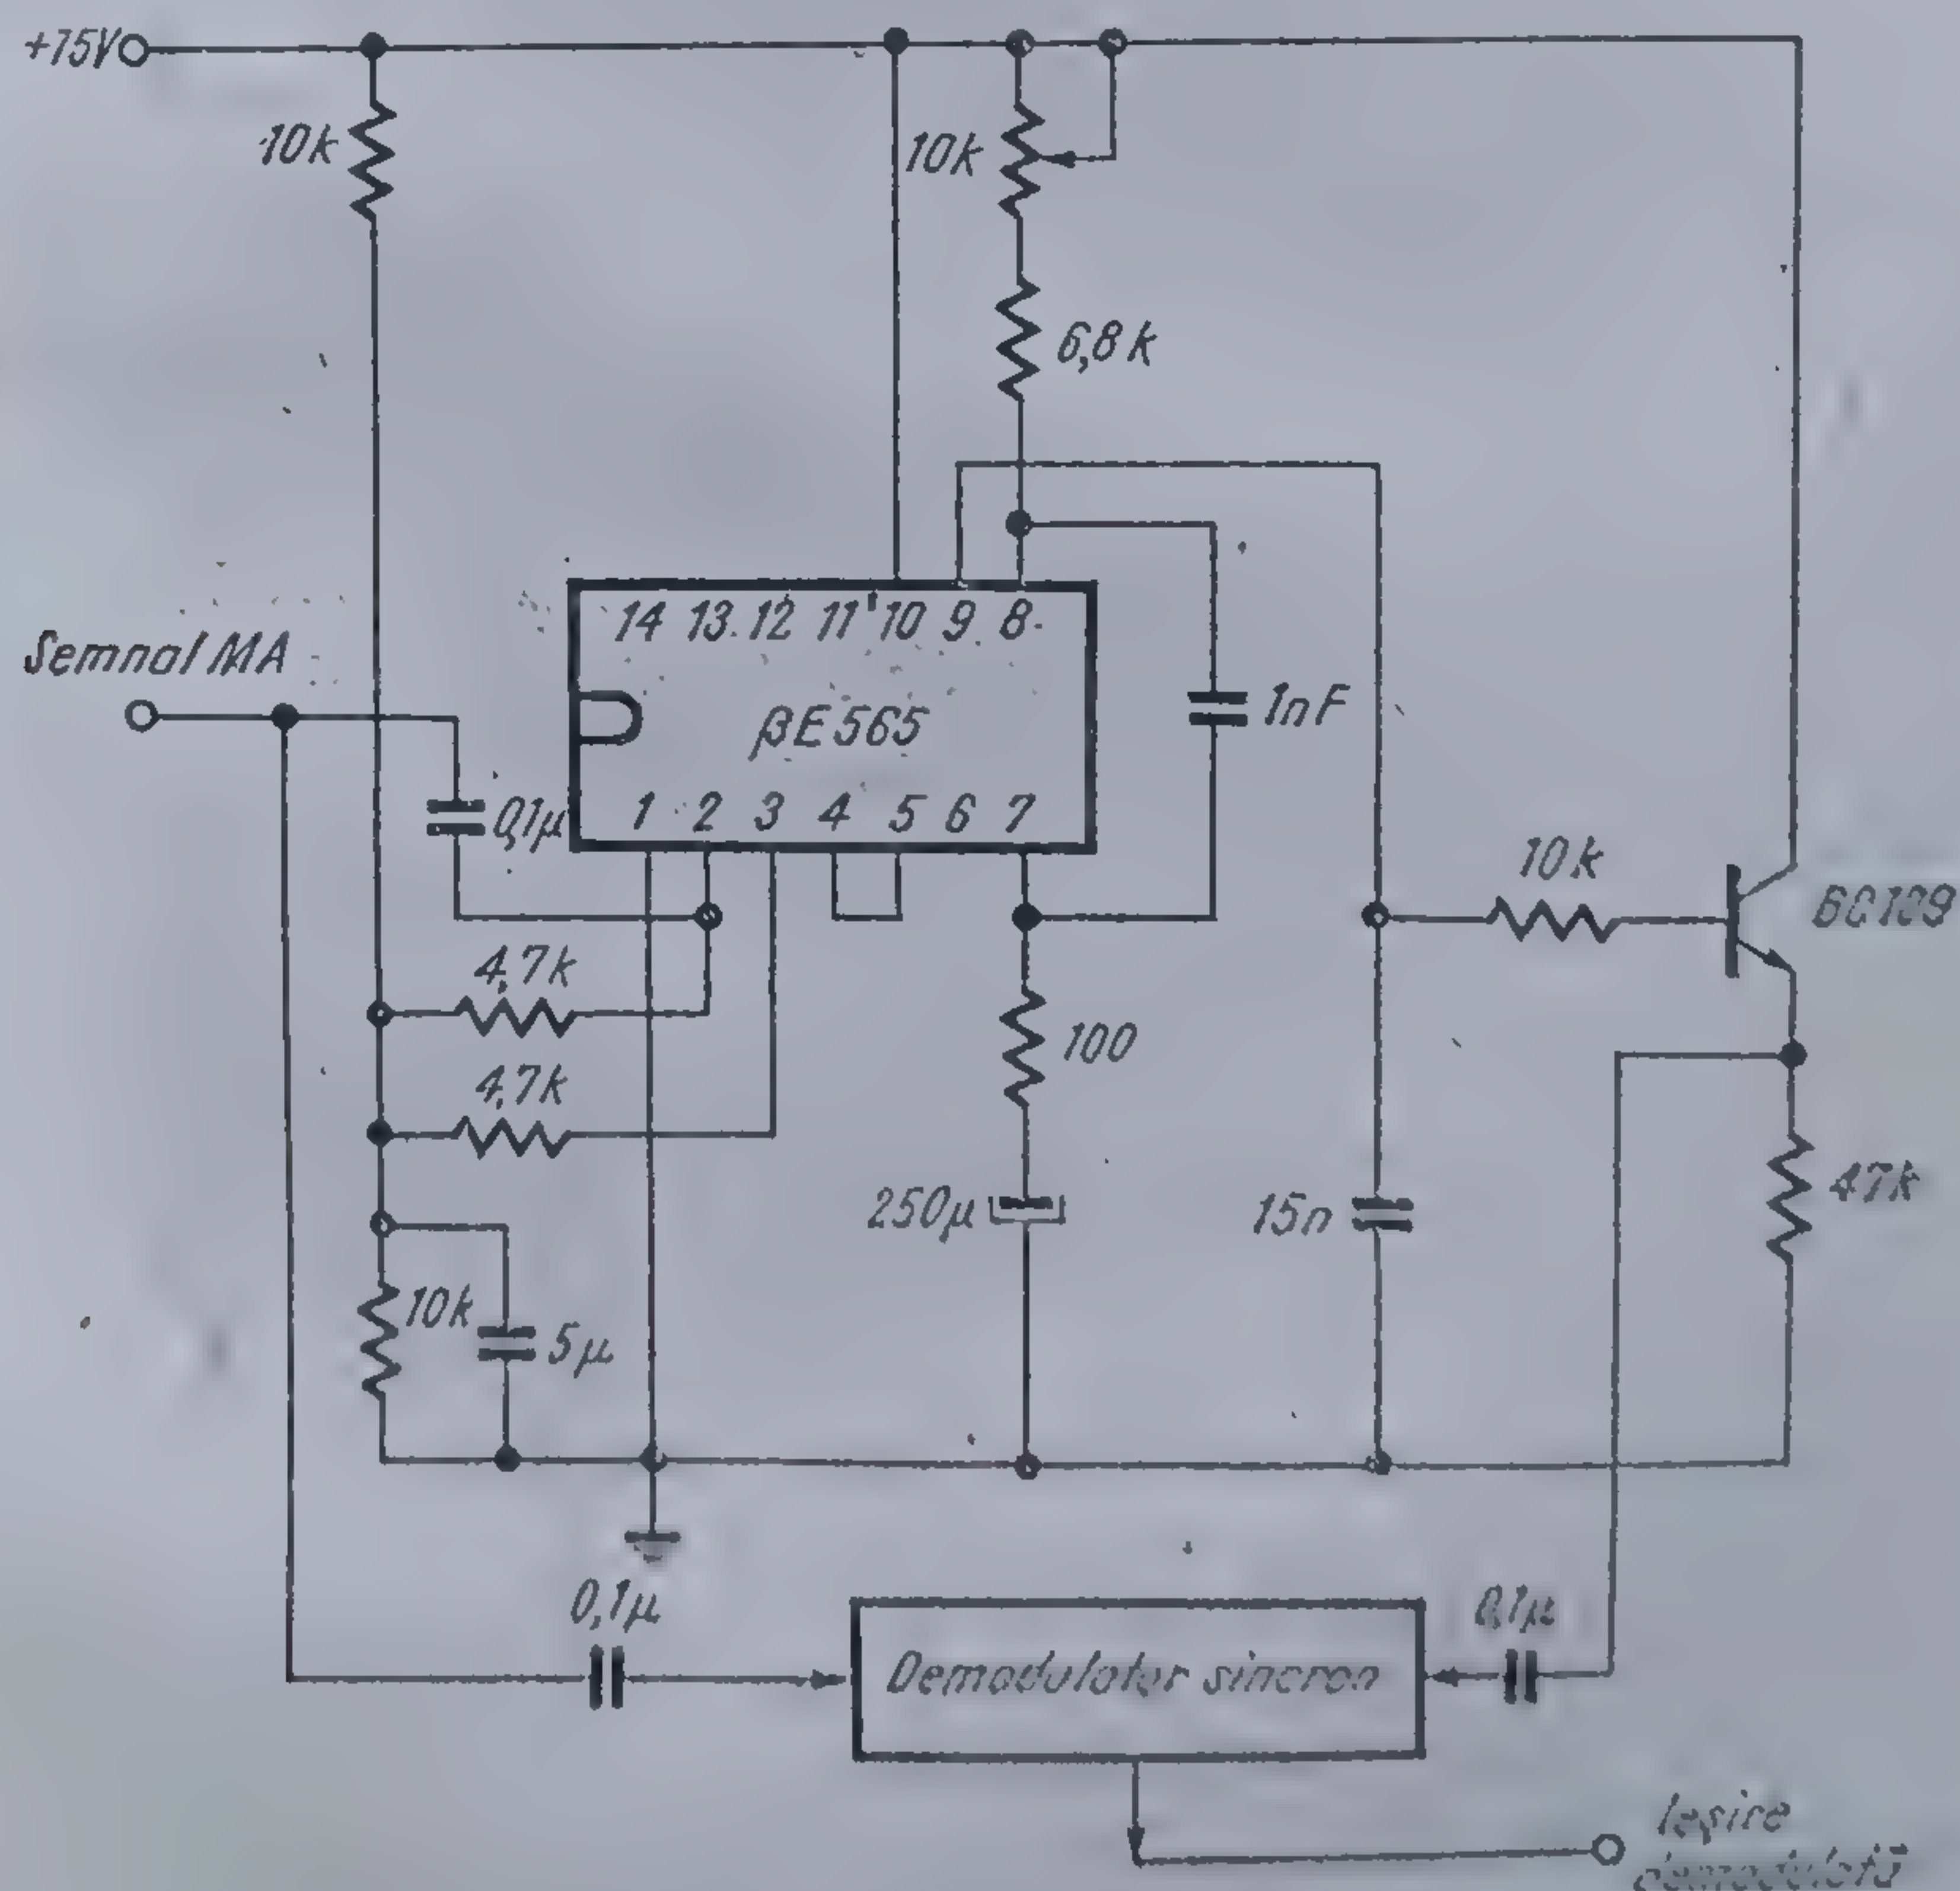 +15V
10k
10k
6,8k
Semnal MA
14 13 12 11 10 9 8
βE565
1 2 3 4 5 6 7
0,1μ
1nF
10k
BC109
4,7k
4,7k
100
250μ
15n
47k
10k
5μ
0,1μ
0,1μ
Demodulator sincron
Ieşire
demodulată